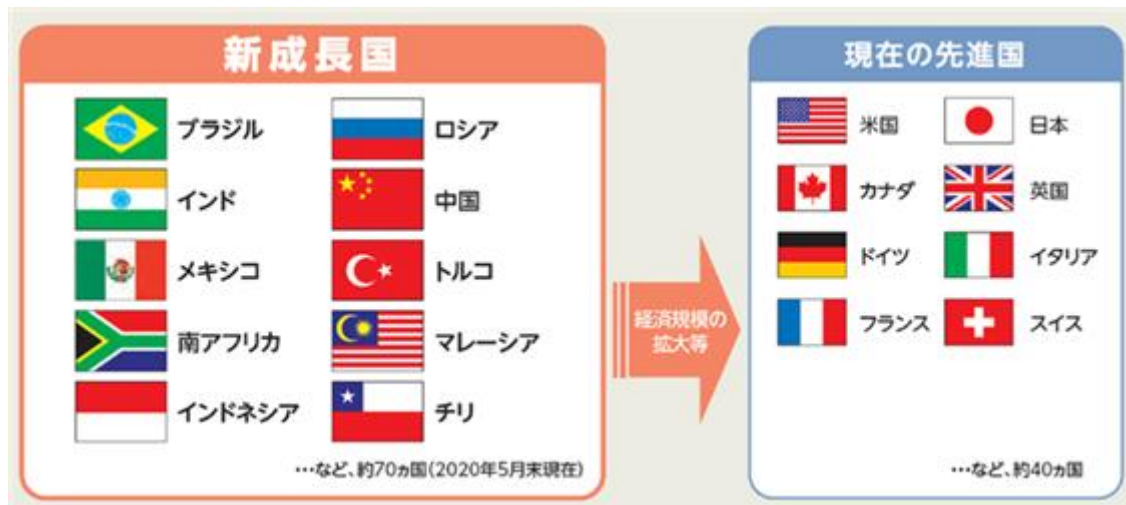 新成長国
ブラジル
ロシア
インド
中国
メキシコ
トルコ
南アフリカ
マレーシア
インドネシア
チリ
…など、約70ヵ国(2020年5月末現在)
経済規模の
拡大等
現在の先進国
米国
日本
カナダ
英国
ドイツ
イタリア
フランス
スイス
…など、約40ヵ国